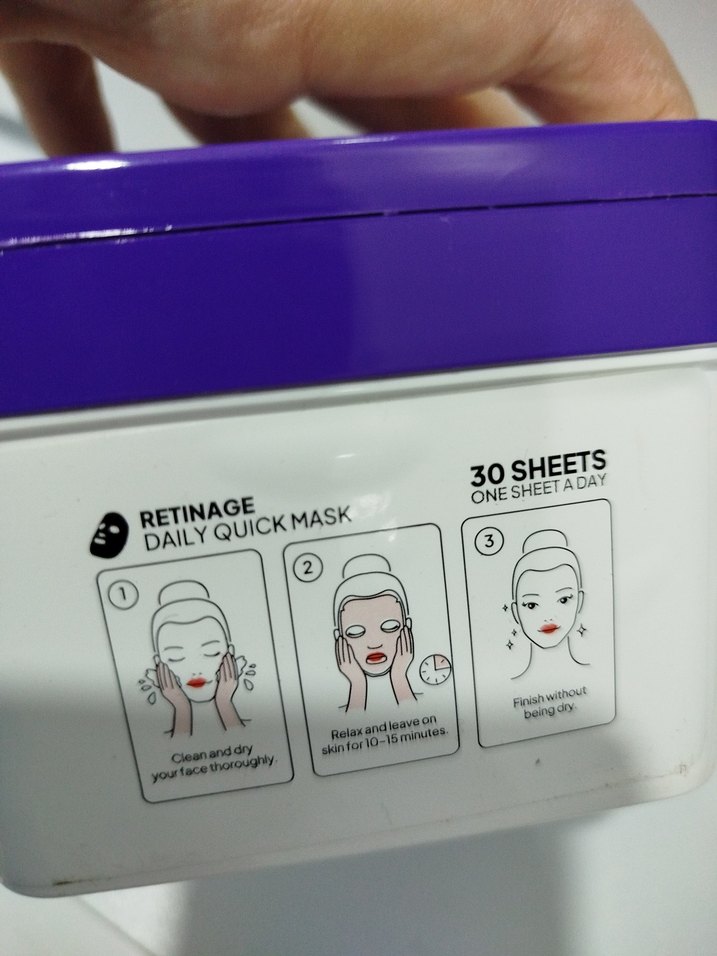 RETINAGE
DAILY QUICK MASK
30 SHEETS
ONE SHEET A DAY
1
Clean and dry
your face thoroughly.
2
Relax and leave on
skin for 10-15 minutes.
3
Finish without
being dry.